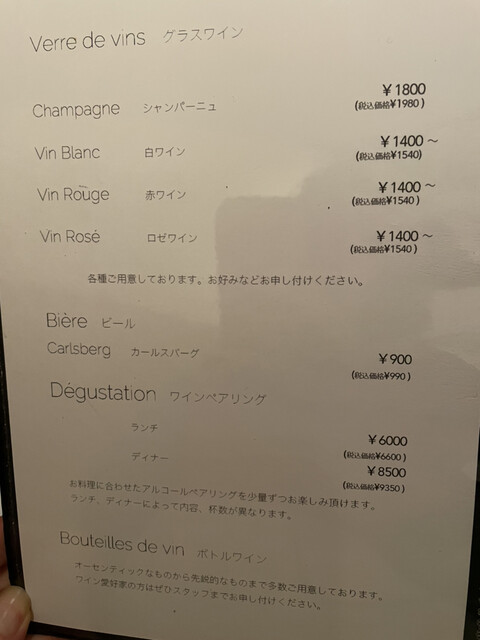 Verre de vins グラスワイン
Champagne シャンパーニュ ¥1800
(税込価格¥1980)
Vin Blanc 白ワイン ¥1400～
(税込価格¥1540)
Vin Rouge 赤ワイン ¥1400～
(税込価格¥1540)
Vin Rosé ロゼワイン ¥1400～
(税込価格¥1540)
各種ご用意しております。お好みなどお申し付けください。
Bière ビール
Carlsberg カールスバーグ ¥900
(税込価格¥990)
Dégustation ワインペアリング
ランチ ¥6000
(税込価格¥6600)
ディナー ¥8500
(税込価格¥9350)
お料理に合わせたアルコールペアリングを少量ずつお楽しみ頂けます。
ランチ、ディナーによって内容、杯数が異なります。
Bouteilles de vin ボトルワイン
オーセンティックなものから先鋭的なものまで多数ご用意しております。
ワイン愛好家の方はぜひスタッフまでお申し付けください。